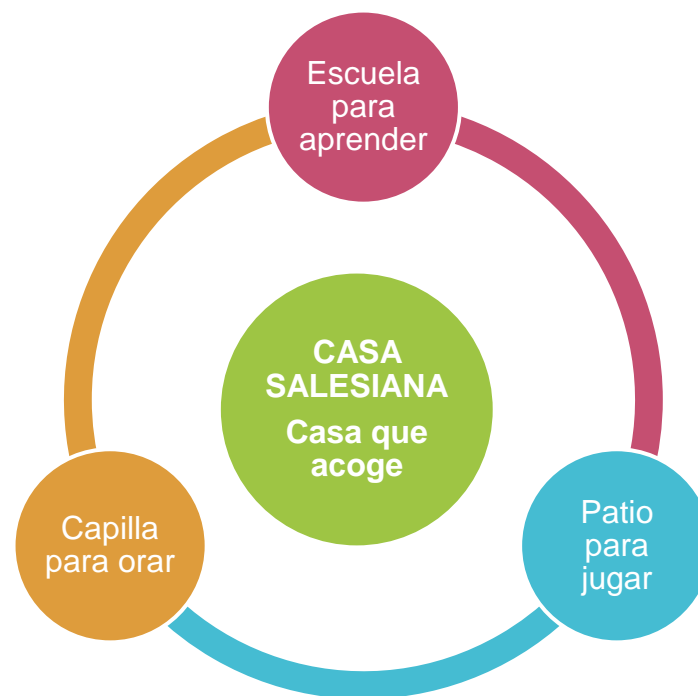 Escuela
para
aprender
CASA
SALESIANA
Casa que
acoge
Capilla
para orar
Patio
para
jugar